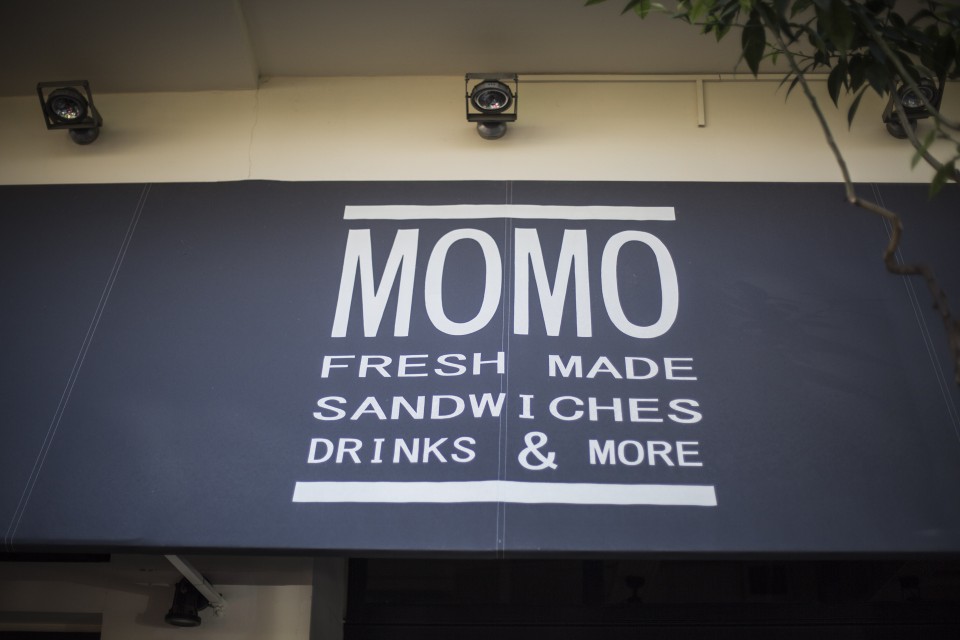 MOMO
FRESH MADE
SANDWICHES
DRINKS & MORE